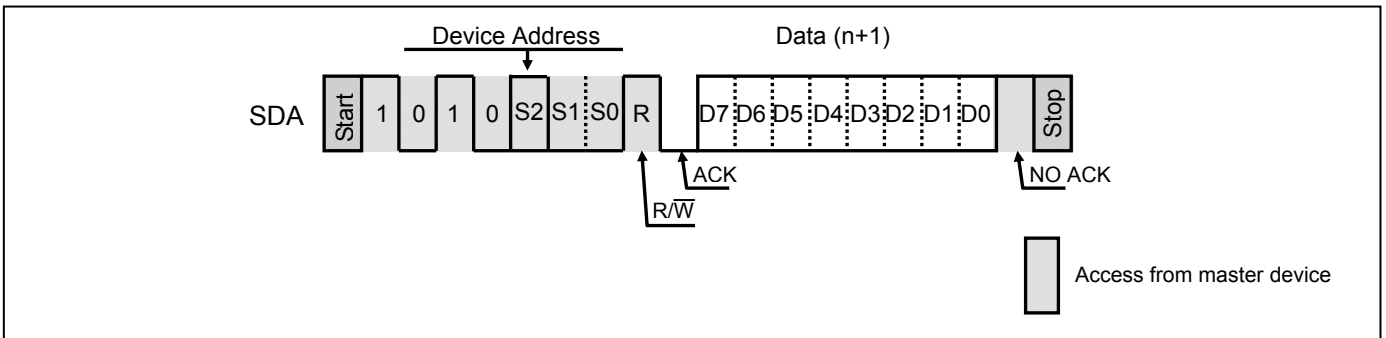 Device Address Data (n+1)
SDA Start 1 0 1 0 S2 S1 S0 R D7 D6 D5 D4 D3 D2 D1 D0 Stop
ACK NO ACK
R/W̅
Access from master device